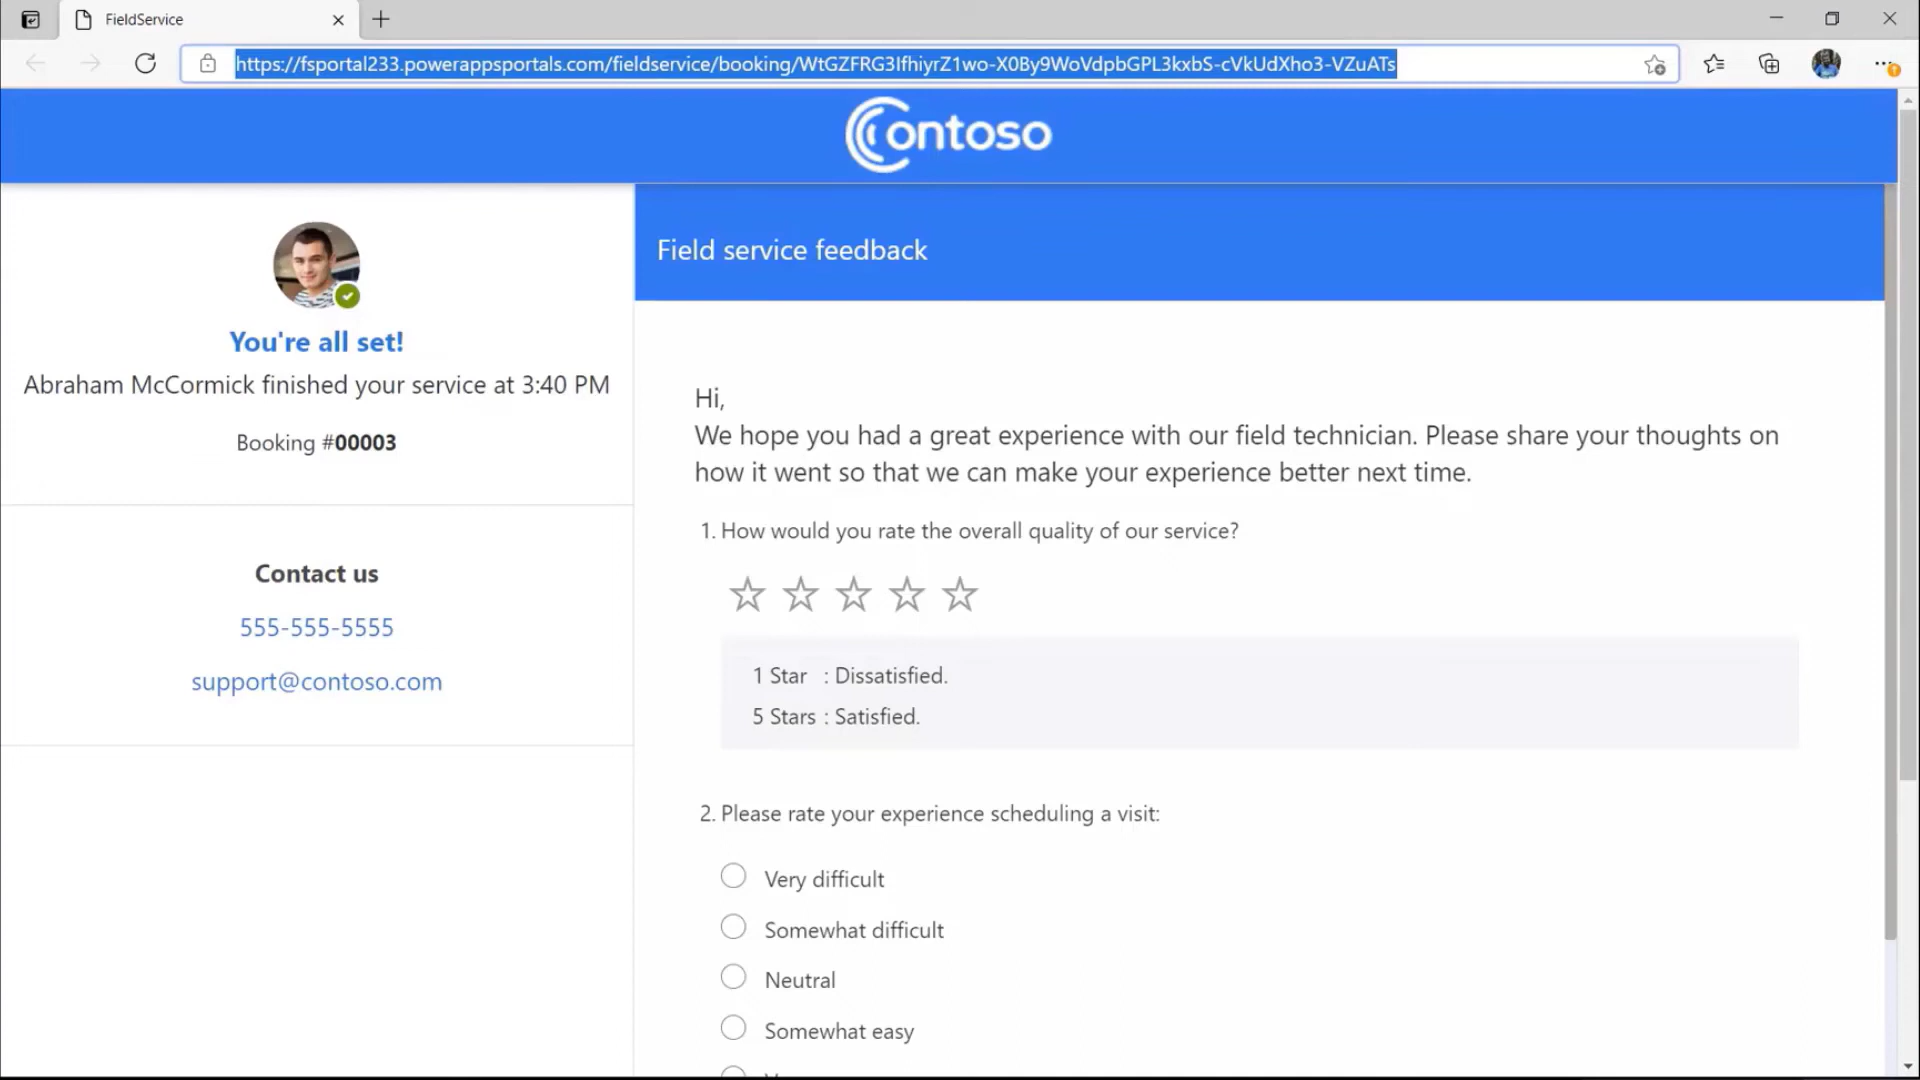 FieldService
https://fsportal233.powerappsportals.com/fieldservice/booking/WtGZFRG3IfhiyrZ1wo-X0By9WoVdpbGPL3kxbS-cVkUdXho3-VZuATs
Contoso
You're all set!
Abraham McCormick finished your service at 3:40 PM
Booking #00003
Contact us
555-555-5555
support@contoso.com
Field service feedback
Hi,
We hope you had a great experience with our field technician. Please share your thoughts on
how it went so that we can make your experience better next time.
1. How would you rate the overall quality of our service?
1 Star : Dissatisfied.
5 Stars : Satisfied.
2. Please rate your experience scheduling a visit:
Very difficult
Somewhat difficult
Neutral
Somewhat easy